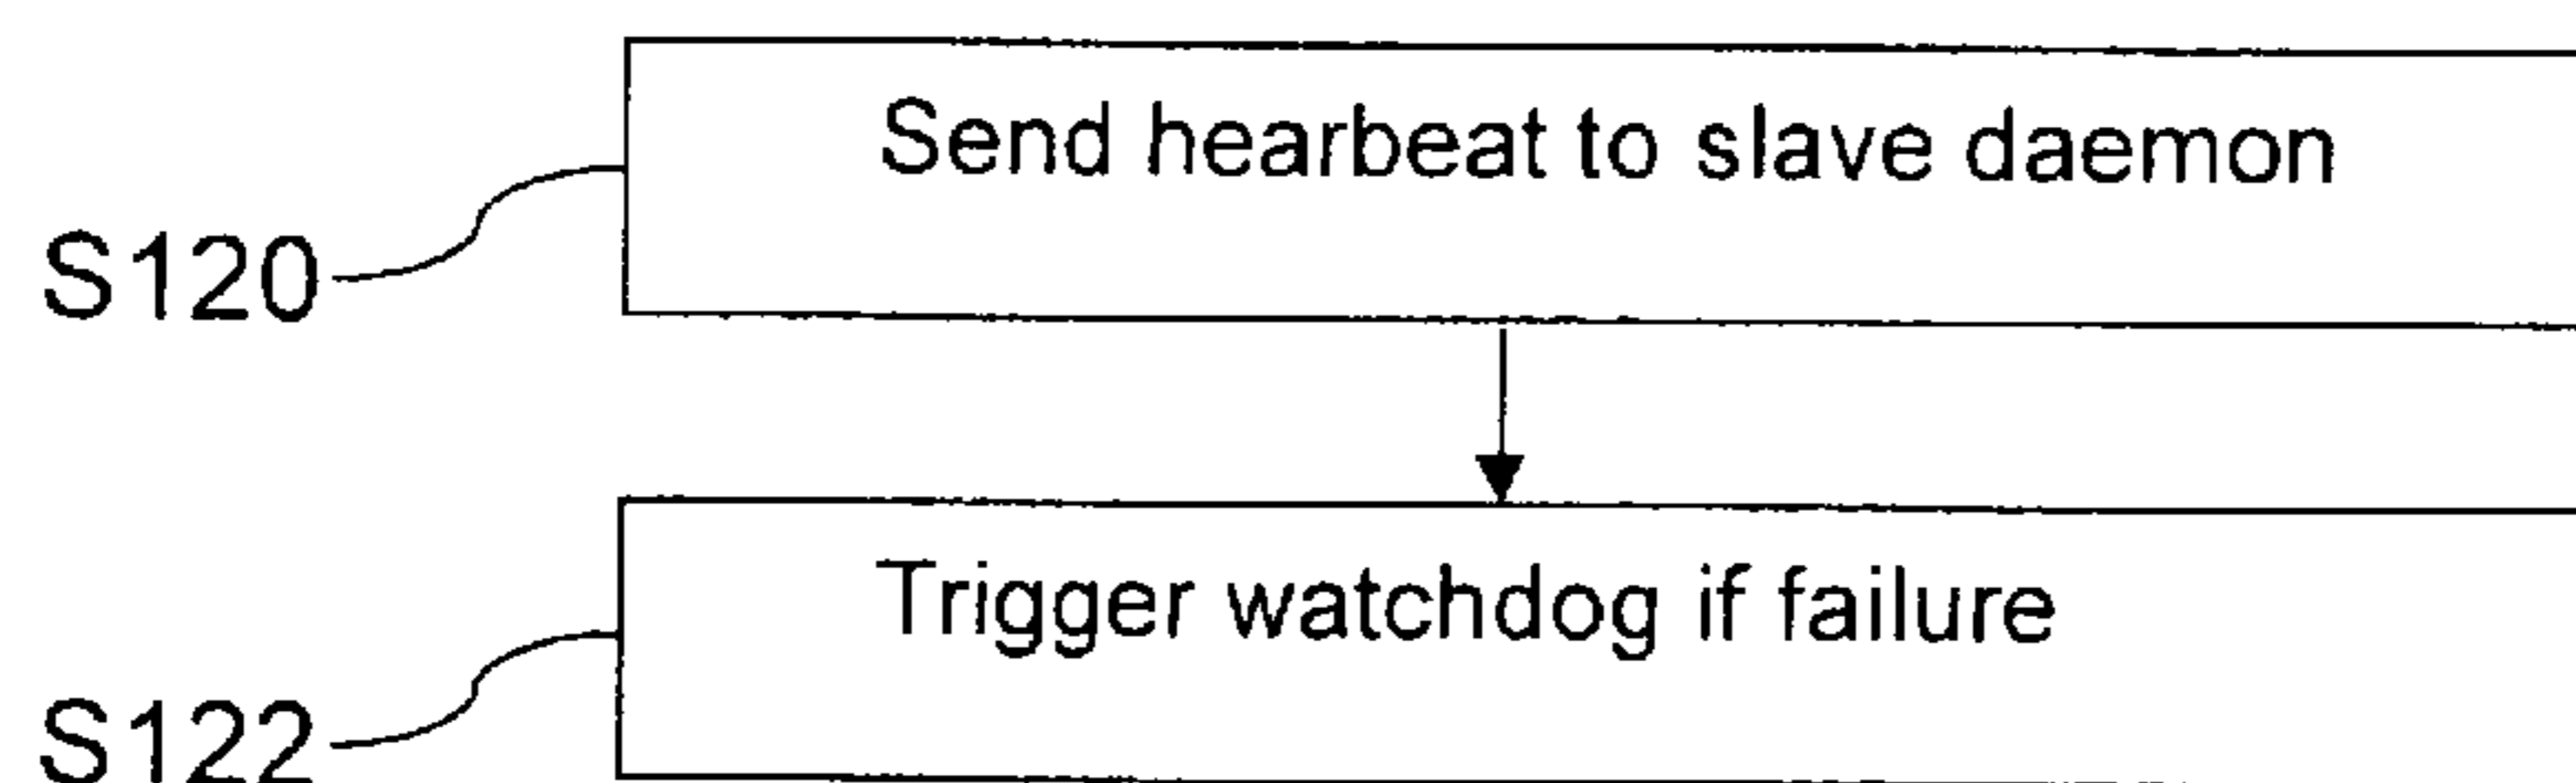 Send hearbeat to slave daemon
S120
Trigger watchdog if failure
S122